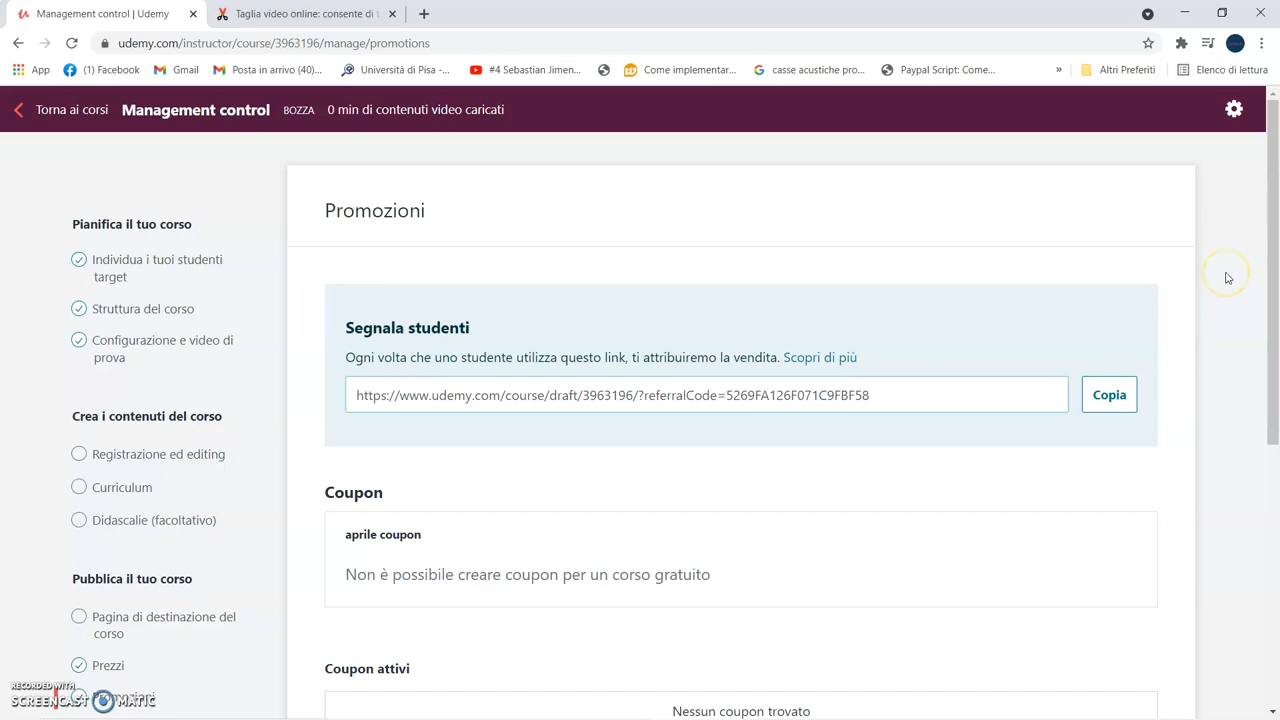 Management control | Udemy
Taglia video online: consente di t
udemy.com/instructor/course/3963196/manage/promotions
App
(1) Facebook
Gmail
Posta in arrivo (40)...
Università di Pisa -...
#4 Sebastian Jimen...
Come implementar...
casse acustiche pro...
Paypal Script: Come...
»
Altri Preferiti
Elenco di lettura
Torna ai corsi
Management control
BOZZA
0 min di contenuti video caricati
Pianifica il tuo corso
Individua i tuoi studenti
target
Struttura del corso
Configurazione e video di
prova
Crea i contenuti del corso
Registrazione ed editing
Curriculum
Didascalie (facoltativo)
Pubblica il tuo corso
Pagina di destinazione del
corso
Prezzi
Promozioni
Promozioni
Segnala studenti
Ogni volta che uno studente utilizza questo link, ti attribuiremo la vendita. Scopri di più
https://www.udemy.com/course/draft/3963196/?referralCode=5269FA126F071C9FBF58
Copia
Coupon
aprile coupon
Non è possibile creare coupon per un corso gratuito
Coupon attivi
Nessun coupon trovato
RECORDED WITH
SCREENCAST MATIC